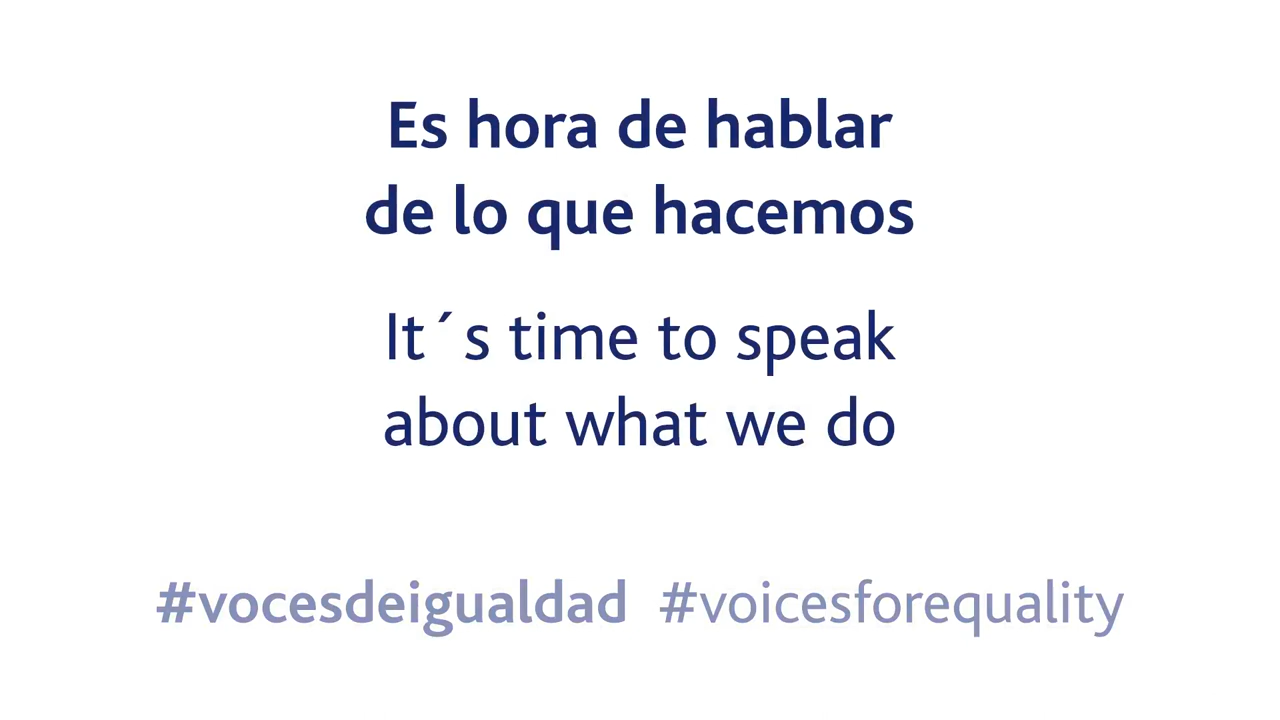 Es hora de hablar
de lo que hacemos
It´s time to speak
about what we do
#vocesdeigualdad #voicesforequality